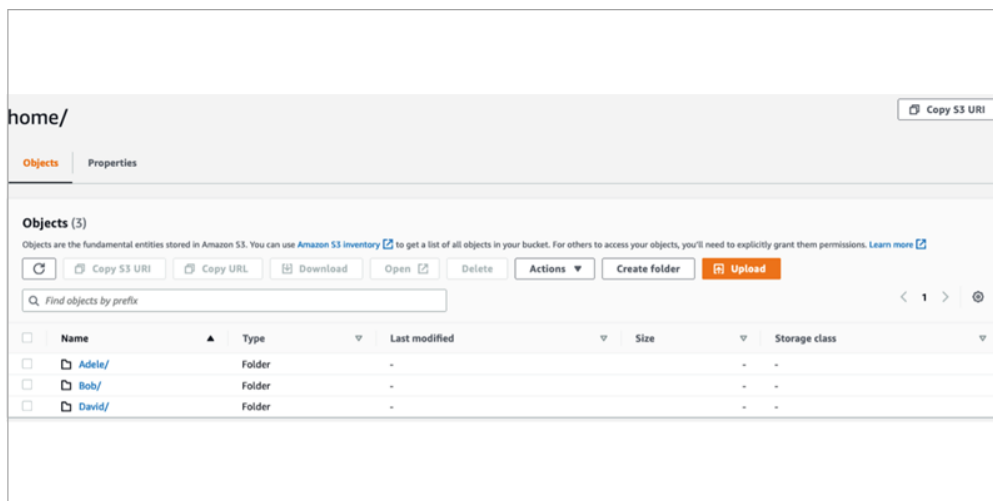 home/
Copy S3 URI
Objects Properties
Objects (3)
Objects are the fundamental entities stored in Amazon S3. You can use Amazon S3 inventory to get a list of all objects in your bucket. For others to access your objects, you'll need to explicitly grant them permissions. Learn more
Copy S3 URI Copy URL Download Open Delete Actions Create folder Upload
Find objects by prefix
1
Name Type Last modified Size Storage class
Adele/ Folder - - -
Bob/ Folder - - -
David/ Folder - - -